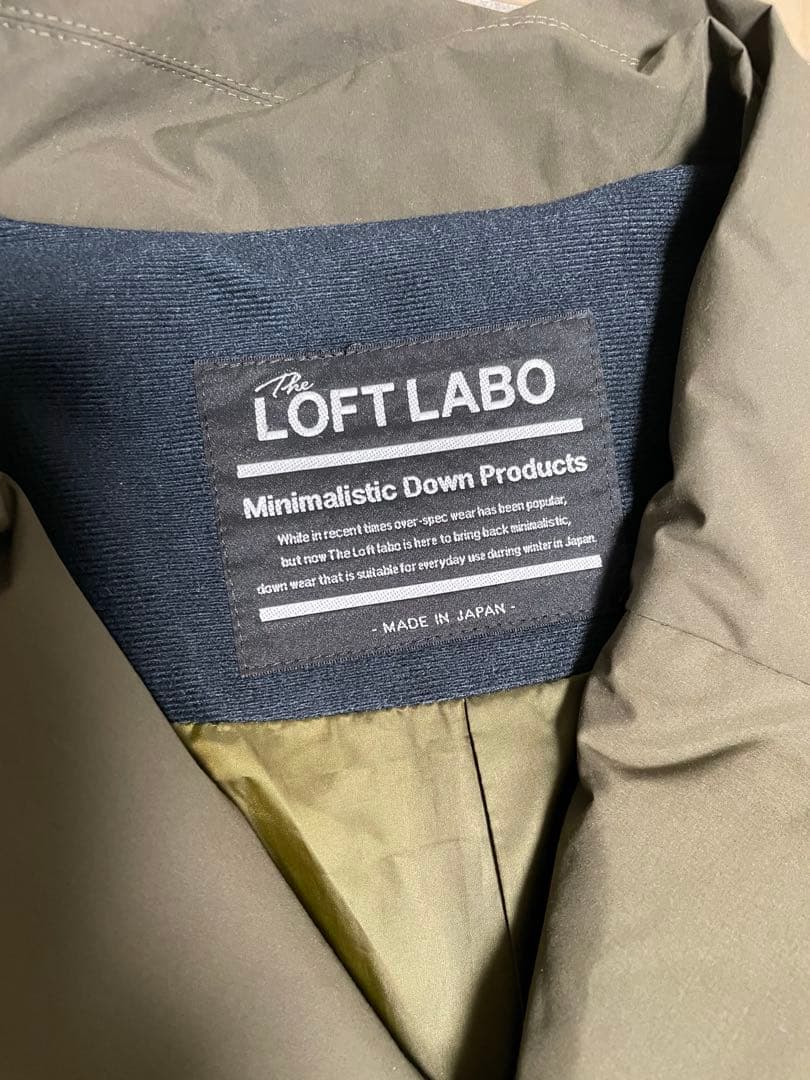 The
LOFT LABO
Minimalistic Down Products
While in recent times over-spec wear has been popular,
but now The Loft labo is here to bring back minimalistic,
down wear that is suitable for everyday use during winter in Japan.
- MADE IN JAPAN -